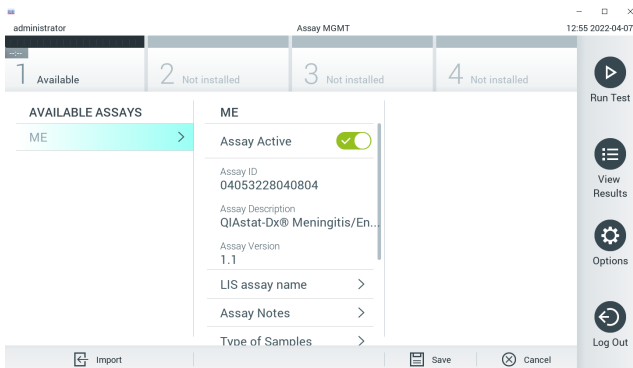 administrator Assay MGMT 12:55 2022-04-07
--:--
1 Available 2 Not installed 3 Not installed 4 Not installed
Run Test
AVAILABLE ASSAYS
ME
ME
Assay Active
Assay ID
04053228040804
Assay Description
QIAstat-Dx® Meningitis/En...
Assay Version
1.1
LIS assay name
Assay Notes
Type of Samples
View
Results
Options
Log Out
Import Save Cancel